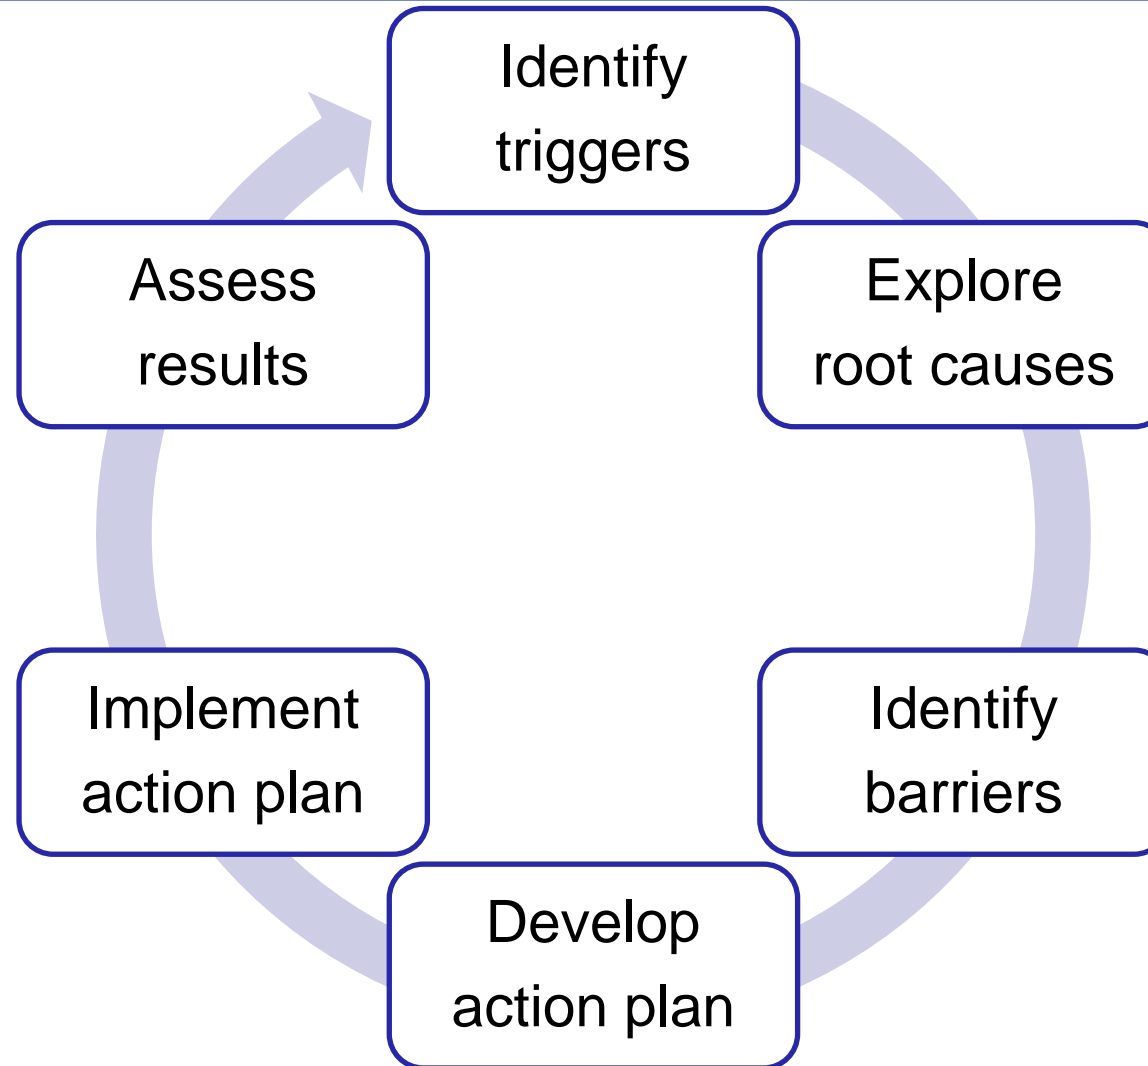 Identify
triggers
Explore
root causes
Identify
barriers
Develop
action plan
Implement
action plan
Assess
results